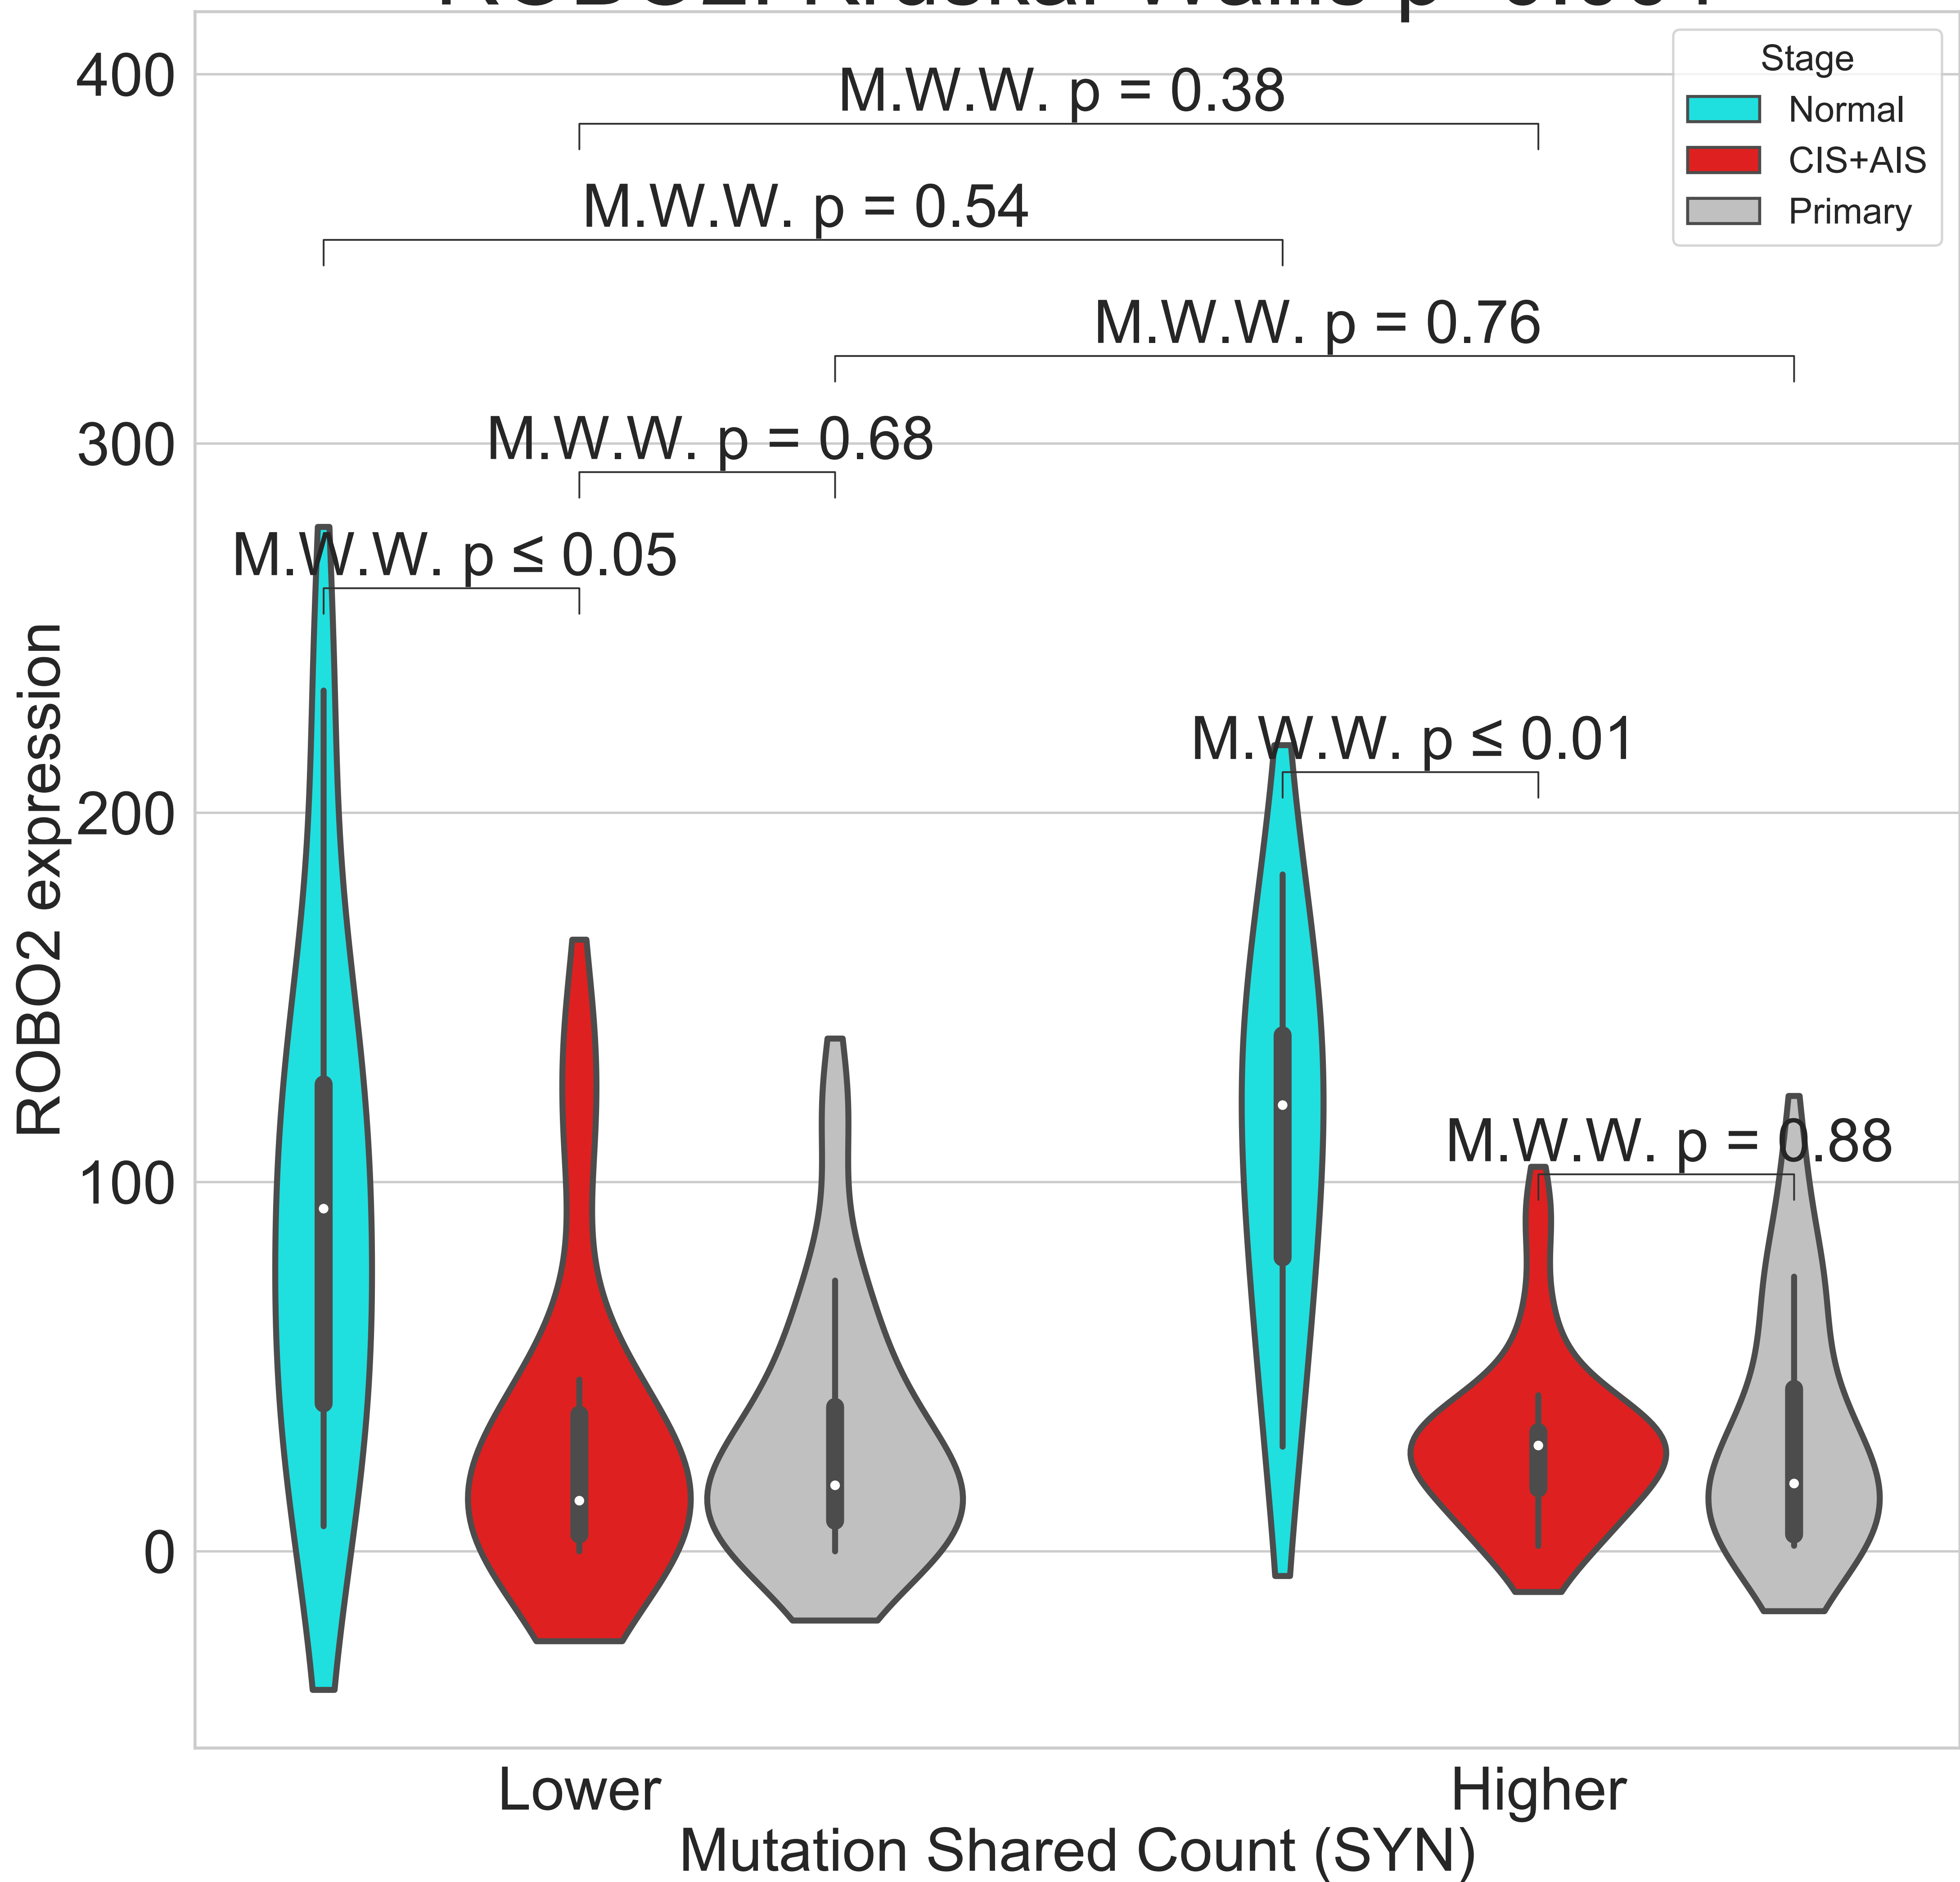 400
300
200
100
0
ROBO2 expression
M.W.W. p = 0.38
M.W.W. p = 0.54
M.W.W. p = 0.76
M.W.W. p = 0.68
M.W.W. p ≤ 0.05
M.W.W. p ≤ 0.01
M.W.W. p = 0.88
Stage
Normal
CIS+AIS
Primary
Lower
Higher
Mutation Shared Count (SYN)